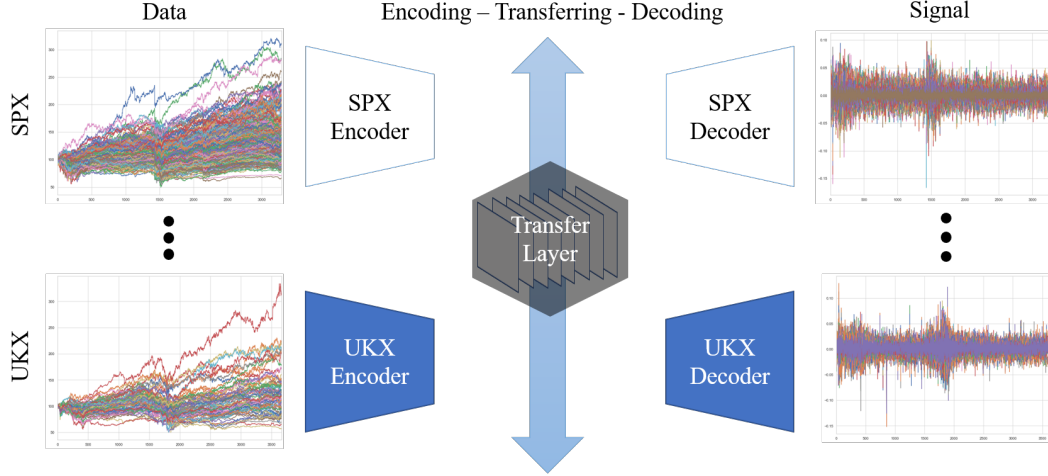 Data
Encoding – Transferring - Decoding
Signal
SPX
SPX
Encoder
SPX
Decoder
Transfer
Layer
UKX
UKX
Encoder
UKX
Decoder